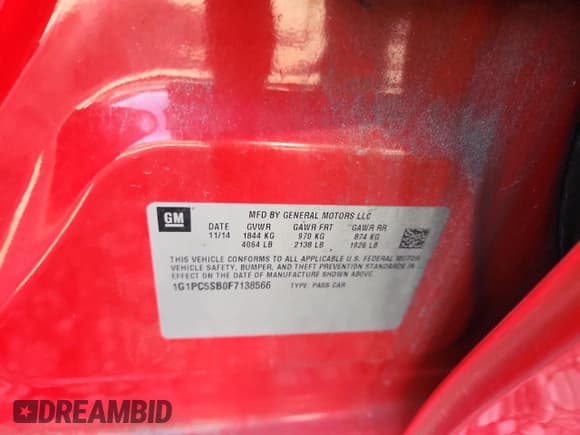 GM
MFD BY GENERAL MOTORS LLC
DATE GVWR GAWR FRT GAWR RR
11/14 1844 KG 970 KG 874 KG
4064 LB 2138 LB 1926 LB
THIS VEHICLE CONFORMS TO ALL APPLICABLE U.S. FEDERAL MOTOR
VEHICLE SAFETY, BUMPER, AND THEFT PREVENTION STANDARDS IN
EFFECT ON THE DATE OF MANUFACTURE SHOWN ABOVE.
1G1PC5SB0F7138566 TYPE: PASS CAR
DREAMBID